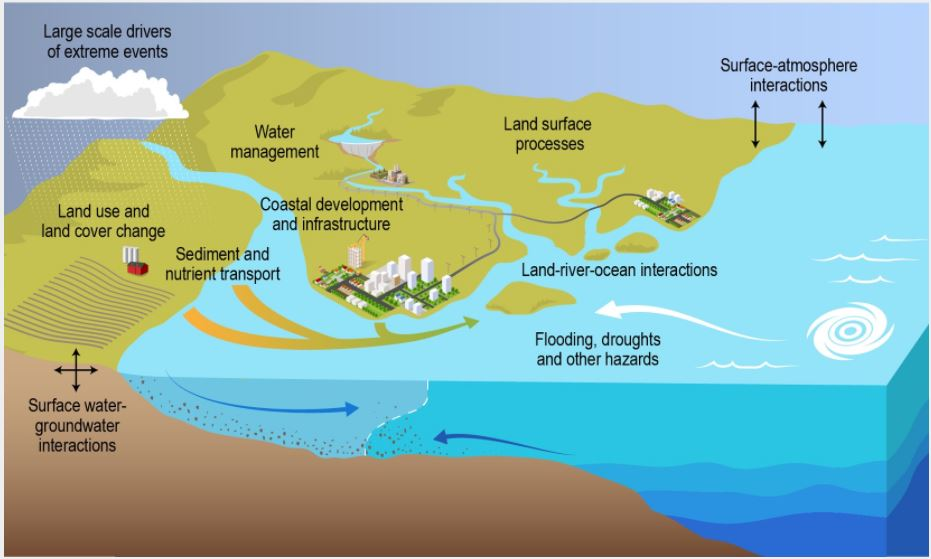 Large scale drivers
of extreme events
Surface-atmosphere
interactions
Water
management
Land surface
processes
Land use and
land cover change
Coastal development
and infrastructure
Sediment and
nutrient transport
Land-river-ocean interactions
Flooding, droughts
and other hazards
Surface water-
groundwater
interactions